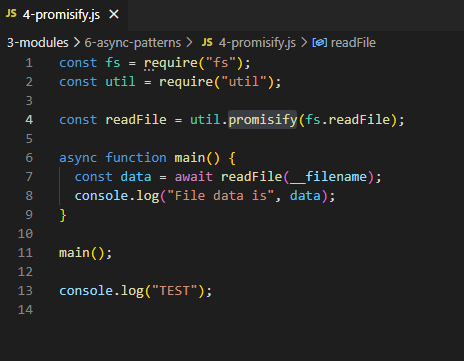 JS 4-promisify.js ×
3-modules > 6-async-patterns > JS 4-promisify.js > readFile
1 const fs = require("fs");
2 const util = require("util");
3
4 const readFile = util.promisify(fs.readFile);
5
6 async function main() {
7   const data = await readFile(__filename);
8   console.log("File data is", data);
9 }
10
11 main();
12
13 console.log("TEST");
14